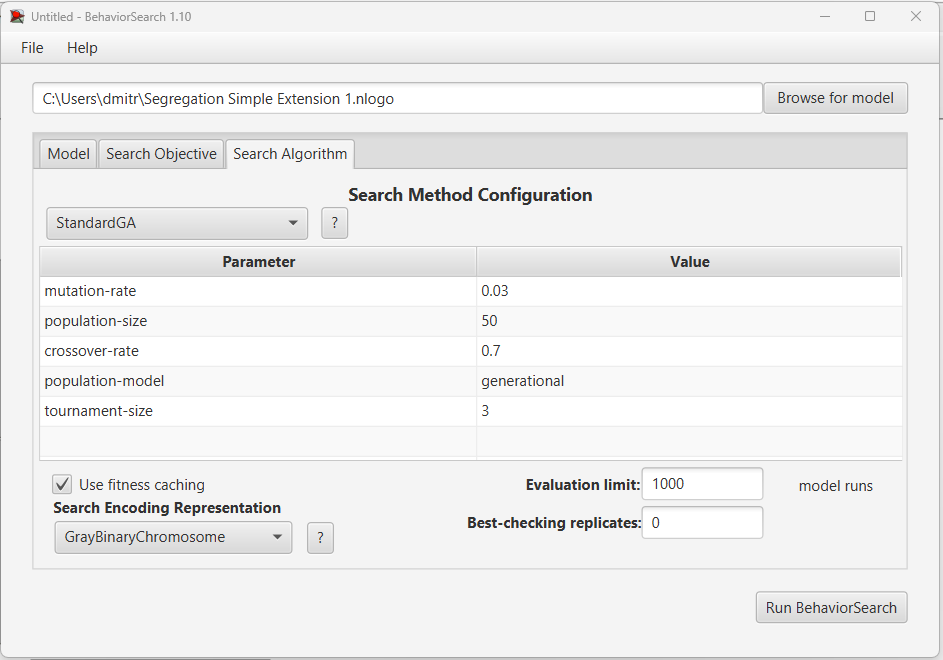 Untitled - BehaviorSearch 1.10
File Help
C:\Users\dmitr\Segregation Simple Extension 1.nlogo Browse for model
Model Search Objective Search Algorithm
Search Method Configuration
StandardGA ?
Parameter Value
mutation-rate 0.03
population-size 50
crossover-rate 0.7
population-model generational
tournament-size 3
Use fitness caching Evaluation limit: 1000 model runs
Search Encoding Representation
Best-checking replicates: 0
GrayBinaryChromosome ?
Run BehaviorSearch